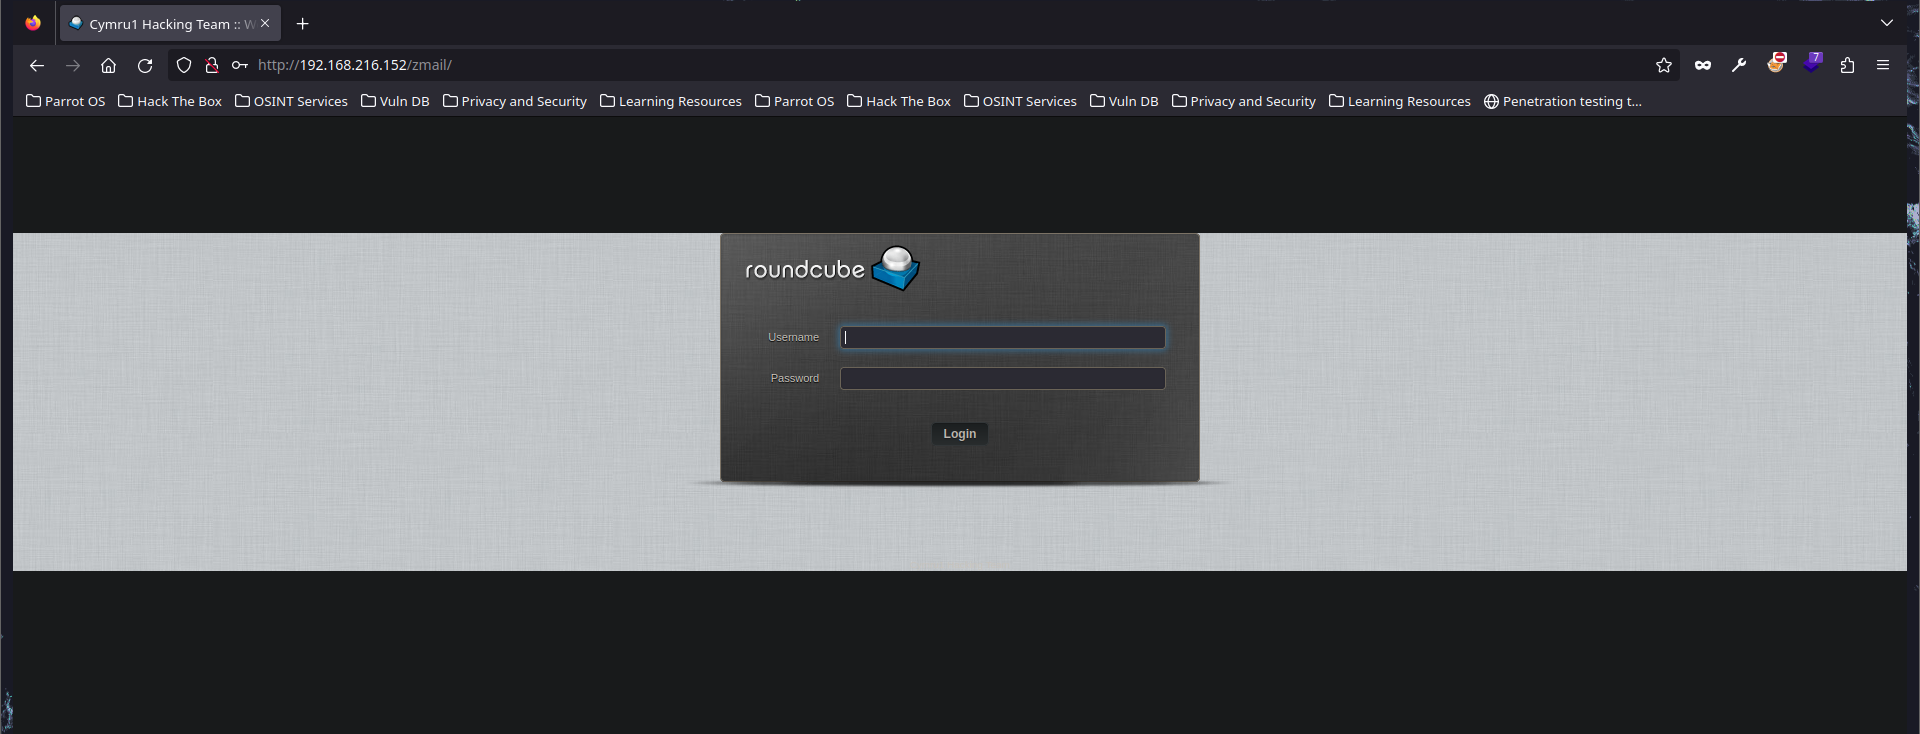 Cymru1 Hacking Team :: W
http://192.168.216.152/zmail/
7
Parrot OS Hack The Box OSINT Services Vuln DB Privacy and Security Learning Resources Parrot OS Hack The Box OSINT Services Vuln DB Privacy and Security Learning Resources Penetration testing t...
roundcube
Username
Password
Login